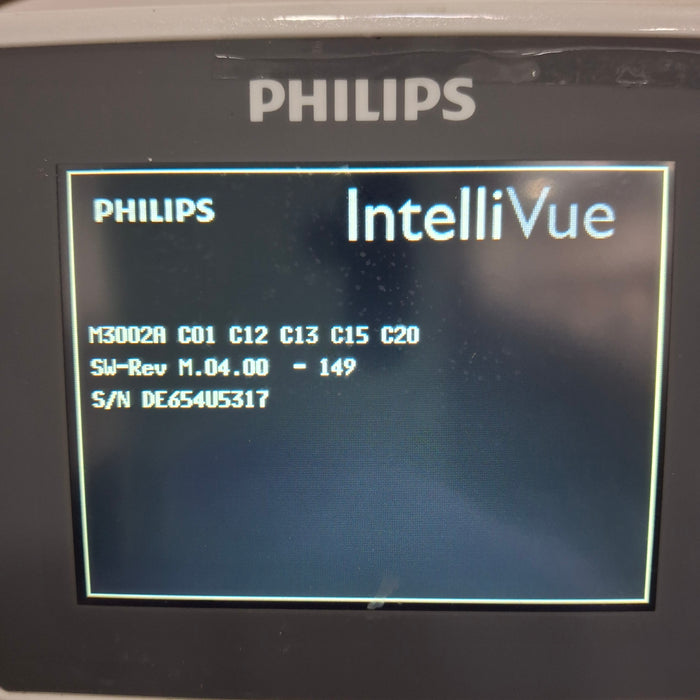 PHILIPS
PHILIPS IntelliVue
M3002A C01 C12 C13 C15 C20
SW-Rev M.04.00 - 149
S/N DE654U5317